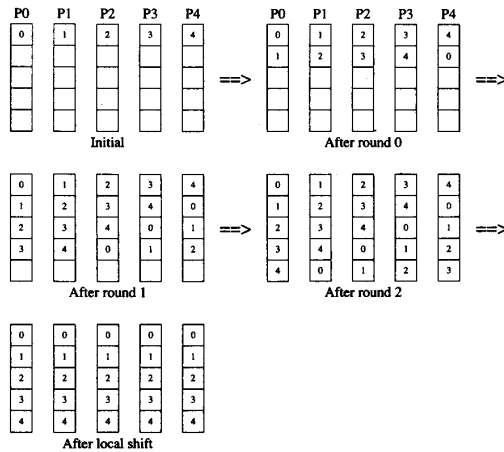 P0 P1 P2 P3 P4 P0 P1 P2 P3 P4
0 1 2 3 4 0 1 2 3 4
1 2 3 4 0
==> ==>
Initial After round 0
0 1 2 3 4 0 1 2 3 4
1 2 3 4 0 1 2 3 4 0
2 3 4 0 1 ==> 2 3 4 0 1 ==>
3 4 0 1 2 3 4 0 1 2
4 0 1 2 3
After round 1 After round 2
0 0 0 0 0
1 1 1 1 1
2 2 2 2 2
3 3 3 3 3
4 4 4 4 4
After local shift